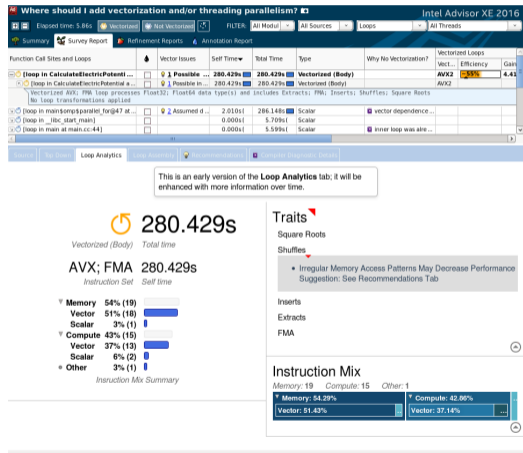 Where should I add vectorization and/or threading parallelism?
Intel Advisor XE 2016
Elapsed time: 5.86s Vectorized Not Vectorized FILTER: All Modul All Sources Loops All Threads
Summary Survey Report Refinement Reports Annotation Report
Function Call Sites and Loops Vector Issues Self Time Total Time Type Why No Vectorization? Vectorized Loops
Vect... Efficiency Gain
[loop in CalculateElectricPotenti ... 1 Possible ... 280.429s 280.429s Vectorized (Body) AVX2 ~55% 4.41
[loop in CalculateElectricPotential a ... 1 Possible ... 280.429s 280.429s Vectorized (Body) AVX2
Vectorized AVX; FMA loop processes Float32; Float64 data type(s) and includes Extracts; FMA; Inserts; Shuffles; Square Roots
No loop transformations applied
[loop in main$omp$parallel_for@47 at... 2 Assumed d... 2.010s 286.148s Scalar vector dependence ...
[loop in __libc_start_main] 0.000s 5.709s Scalar
[loop in main at main.cc:44] 0.000s 5.599s Scalar inner loop was alre...
Source Top Down Loop Analytics Loop Assembly Recommendations Compiler Diagnostic Details
This is an early version of the Loop Analytics tab; it will
be enhanced with more information over time.
280.429s
Vectorized (Body) Total time
AVX; FMA 280.429s
Instruction Set Self time
Memory 54% (19)
Vector 51% (18)
Scalar 3% (1)
Compute 43% (15)
Vector 37% (13)
Scalar 6% (2)
Other 3% (1)
Insruction Mix Summary
Traits
Square Roots
Shuffles
Irregular Memory Access Patterns May Decrease Performance
Suggestion: See Recommendations Tab
Inserts
Extracts
FMA
Instruction Mix
Memory: 19 Compute: 15 Other: 1
Memory: 54.29% Compute: 42.86%
Vector: 51.43% ... Vector: 37.14% ...